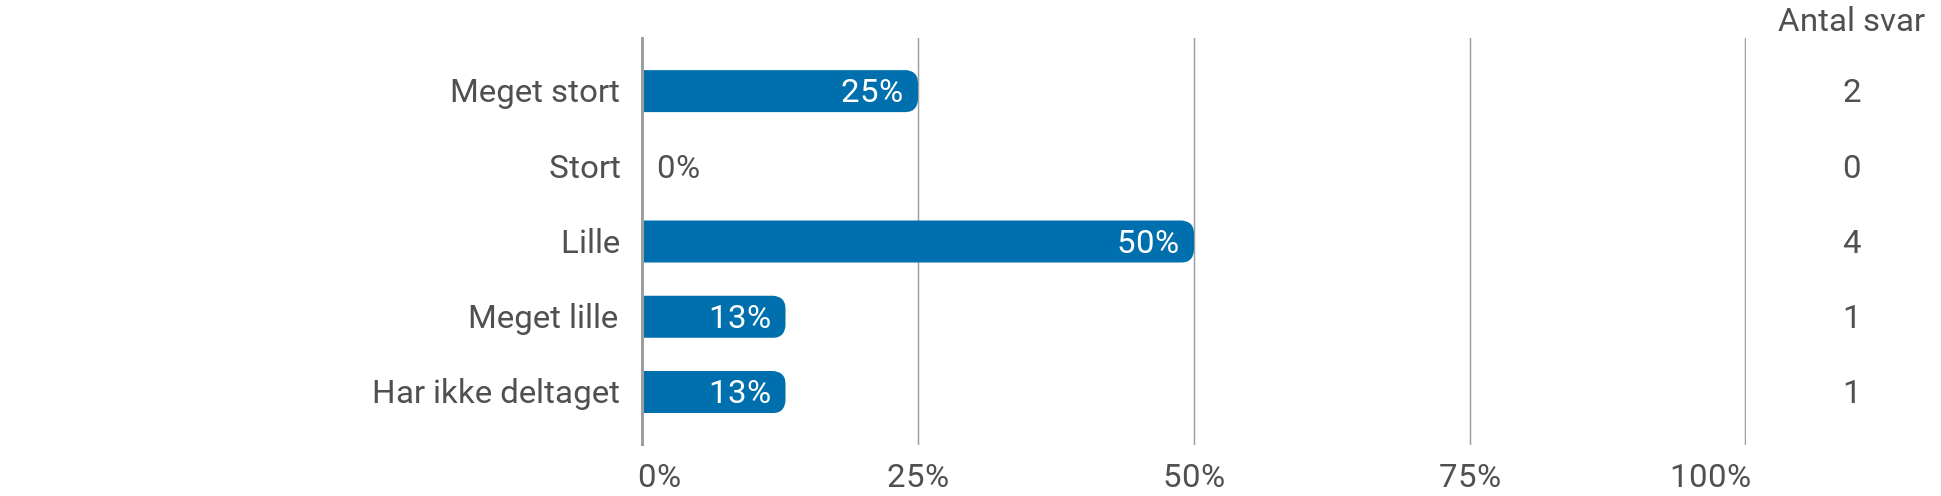 Antal svar
Meget stort 25% 2
Stort 0% 0
Lille 50% 4
Meget lille 13% 1
Har ikke deltaget 13% 1
0% 25% 50% 75% 100%